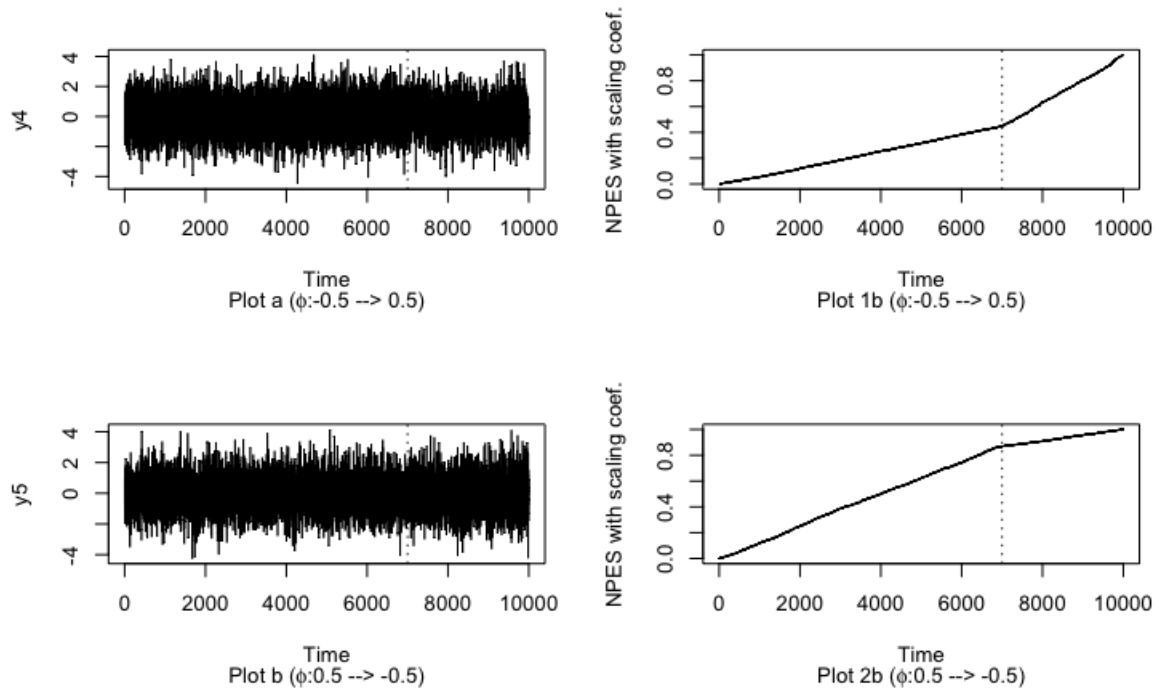 y4
4
2
0
-4
0 2000 4000 6000 8000 10000
Time
Plot a (ϕ:-0.5 --> 0.5)
NPES with scaling coef.
0.8
0.4
0.0
0 2000 4000 6000 8000 10000
Time
Plot 1b (ϕ:-0.5 --> 0.5)
y5
4
2
0
-4
0 2000 4000 6000 8000 10000
Time
Plot b (ϕ:0.5 --> -0.5)
NPES with scaling coef.
0.8
0.4
0.0
0 2000 4000 6000 8000 10000
Time
Plot 2b (ϕ:0.5 --> -0.5)